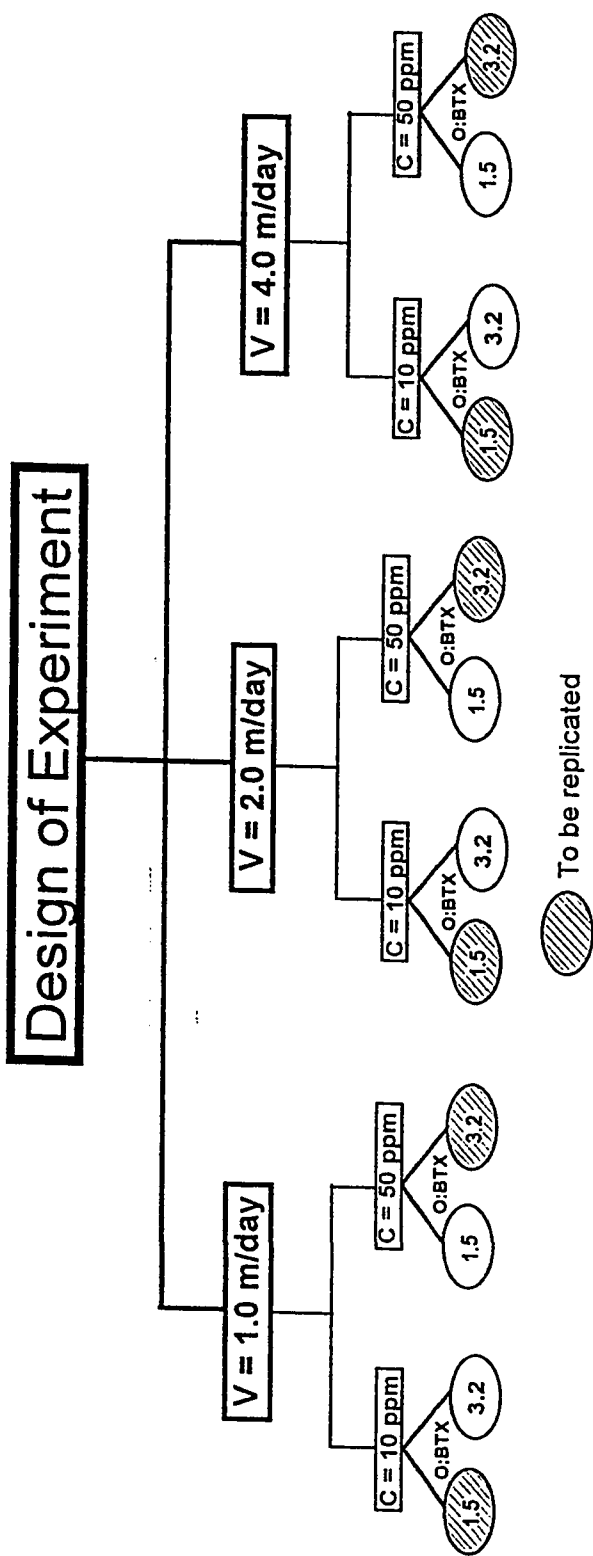 Design of Experiment
V = 1.0 m/day
V = 2.0 m/day
V = 4.0 m/day
C = 10 ppm
C = 50 ppm
C = 10 ppm
C = 50 ppm
C = 10 ppm
C = 50 ppm
O:BTX
O:BTX
O:BTX
O:BTX
O:BTX
O:BTX
1.5
3.2
1.5
3.2
1.5
3.2
1.5
3.2
1.5
3.2
1.5
3.2
To be replicated